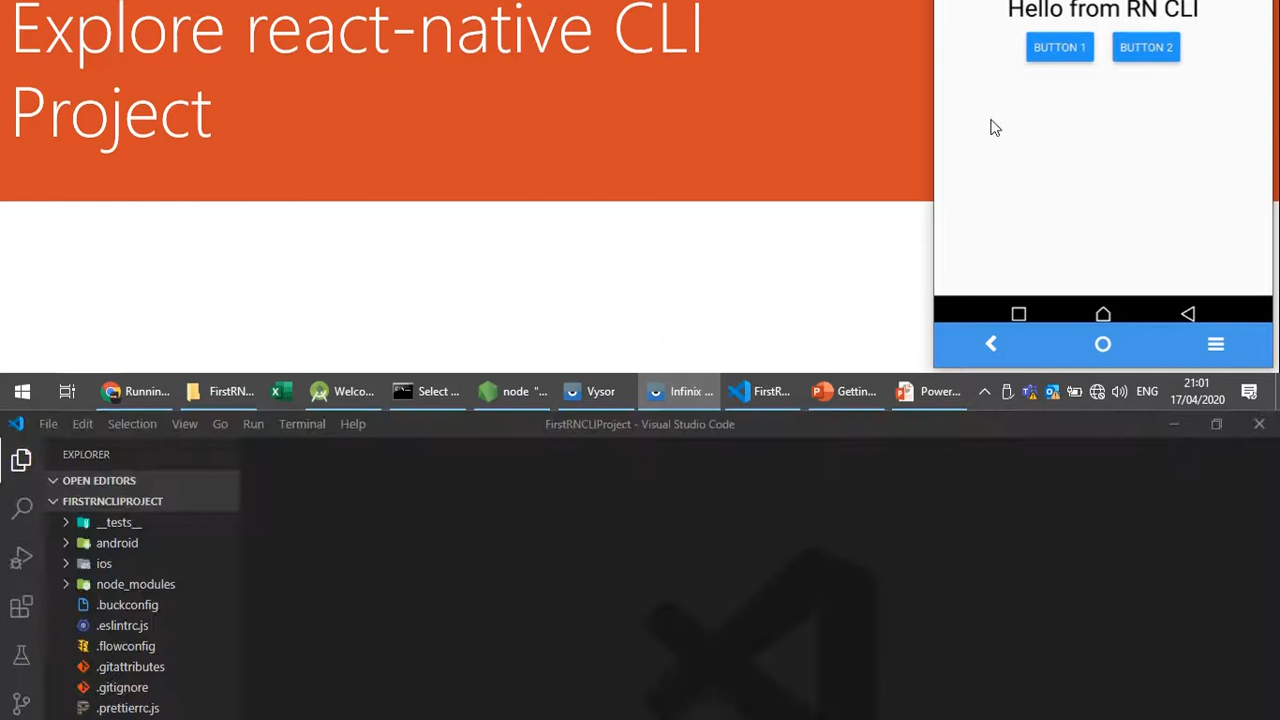 Explore react-native CLI
Project
Hello from RN CLI
BUTTON 1 BUTTON 2
Runnin... FirstRN... Welco... Select ... node "... Vysor Infinix ... FirstR... Gettin... Power... ENG 21:01
17/04/2020
File Edit Selection View Go Run Terminal Help FirstRNCLIProject - Visual Studio Code
EXPLORER
OPEN EDITORS
FIRSTRNCLIPROJECT
__tests__
android
ios
node_modules
.buckconfig
.eslintrc.js
.flowconfig
.gitattributes
.gitignore
.prettierrc.js